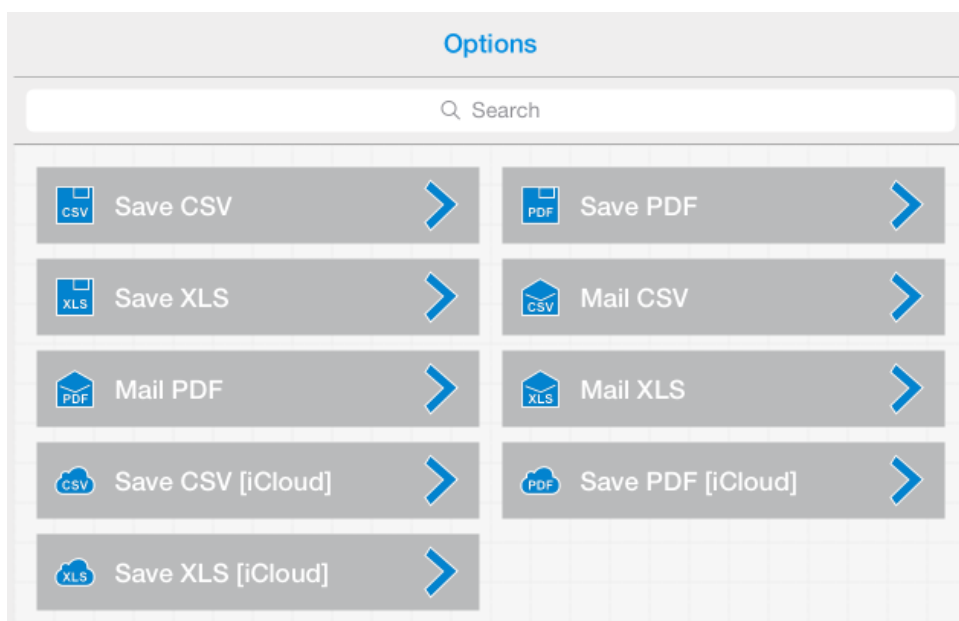 Options
Search
CSV Save CSV
PDF Save PDF
XLS Save XLS
CSV Mail CSV
PDF Mail PDF
XLS Mail XLS
CSV Save CSV [iCloud]
PDF Save PDF [iCloud]
XLS Save XLS [iCloud]